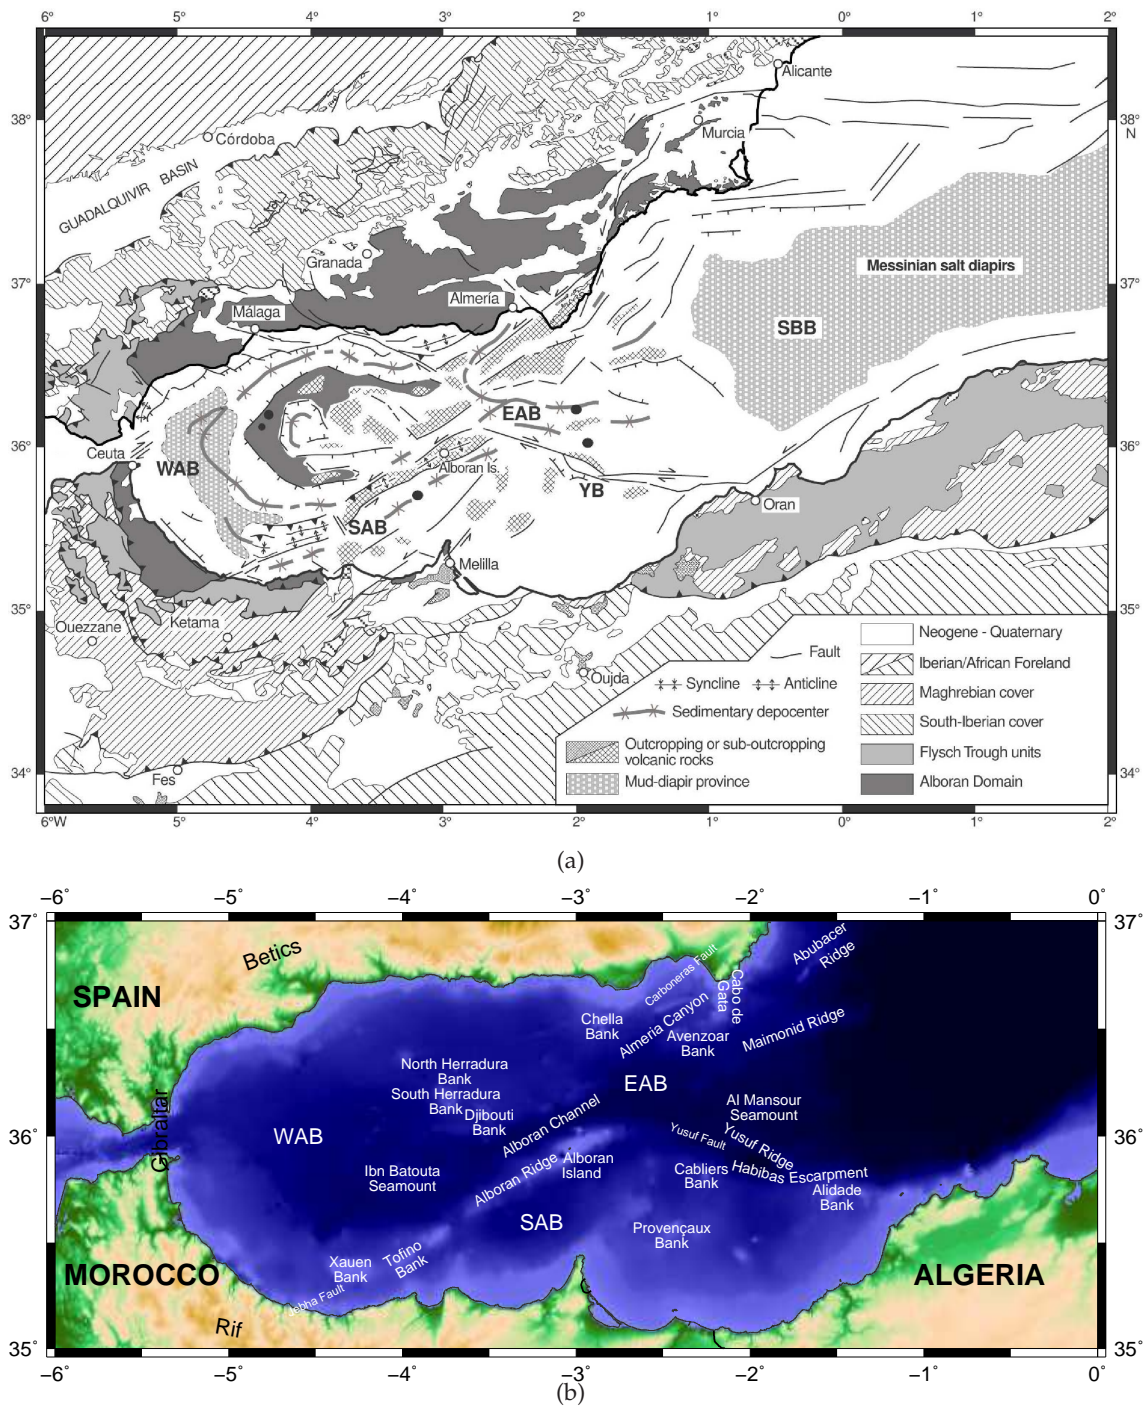 6° 5° 4° 3° 2° 1° 0° 1° 2°
Alicante
38°
38°
N
Murcia
Córdoba
GUADALQUIVIR BASIN
Granada
Messinian salt diapirs
37°
37°
Almería
Málaga
SBB
EAB
36°
36°
Ceuta
WAB
Alboran Is.
YB
Oran
SAB
Melilla
35°
35°
Ouezzane
Ketama
Oujda
Fes
34°
34°
Fault
Syncline
Anticline
Sedimentary depocenter
Outcropping or sub-outcropping
volcanic rocks
Mud-diapir province
Neogene - Quaternary
Iberian/African Foreland
Maghrebian cover
South-Iberian cover
Flysch Trough units
Alboran Domain
6°W 5° 4° 3° 2° 1° 0° 1° 2°
(a)
−6˚ −5˚ −4˚ −3˚ −2˚ −1˚ 0˚
37˚
37˚
Betics
SPAIN
Abubacer
Ridge
Carboneras Fault
Cabo de
Gata
Almeria Canyon
Chella
Bank
Avenzoar
Bank
Maimonid Ridge
North Herradura
Bank
EAB
South Herradura
Bank
Djibouti
Bank
Al Mansour
Seamount
Gibraltar
WAB
Alboran Channel
Yusuf Fault
Yusuf Ridge
36˚
36˚
Ibn Batouta
Seamount
Alboran Ridge
Alboran
Island
Cabliers
Bank
Habibas Escarpment
Alidade
Bank
SAB
Provençaux
Bank
Xauen
Bank
Tofino
Bank
MOROCCO
ALGERIA
Jebha Fault
Rif
35˚
35˚
−6˚ −5˚ −4˚ −3˚ −2˚ −1˚ 0˚
(b)